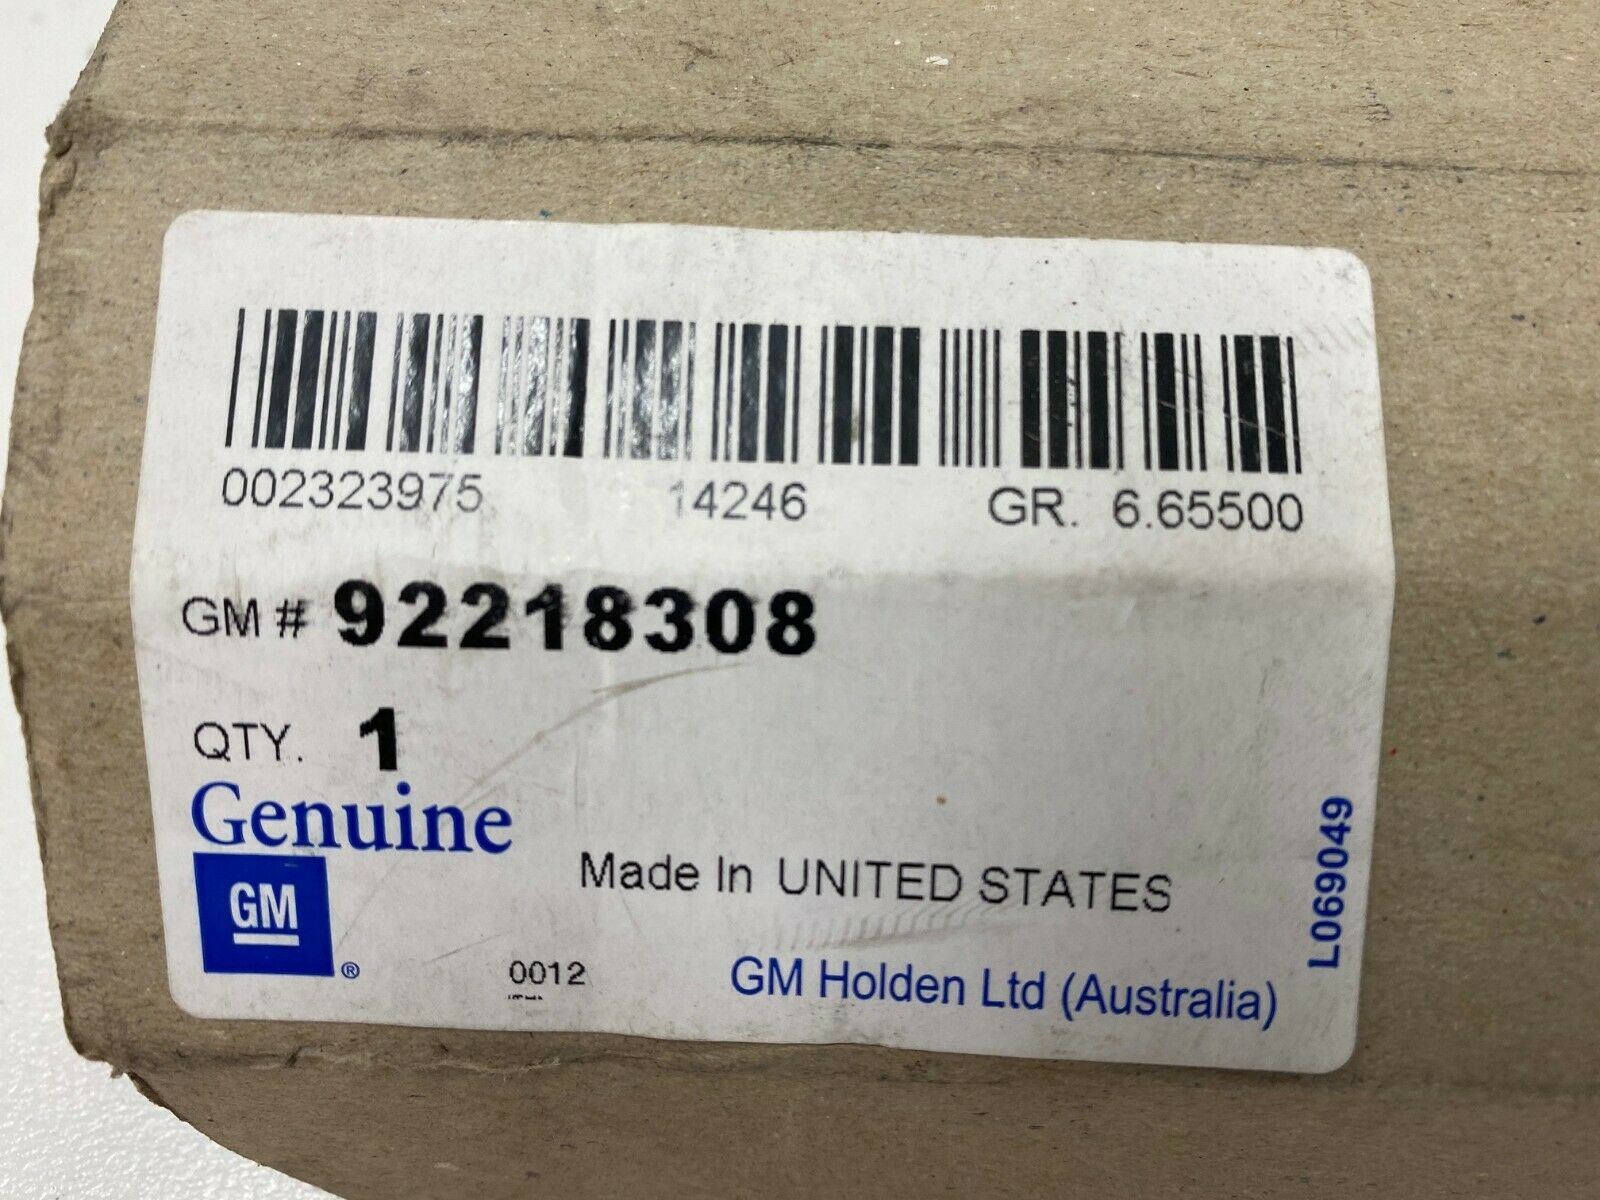 002323975 14246 GR. 6.65500
GM # 92218308
QTY. 1
Genuine
GM
®
Made In UNITED STATES
0012
GM Holden Ltd (Australia)
L069049